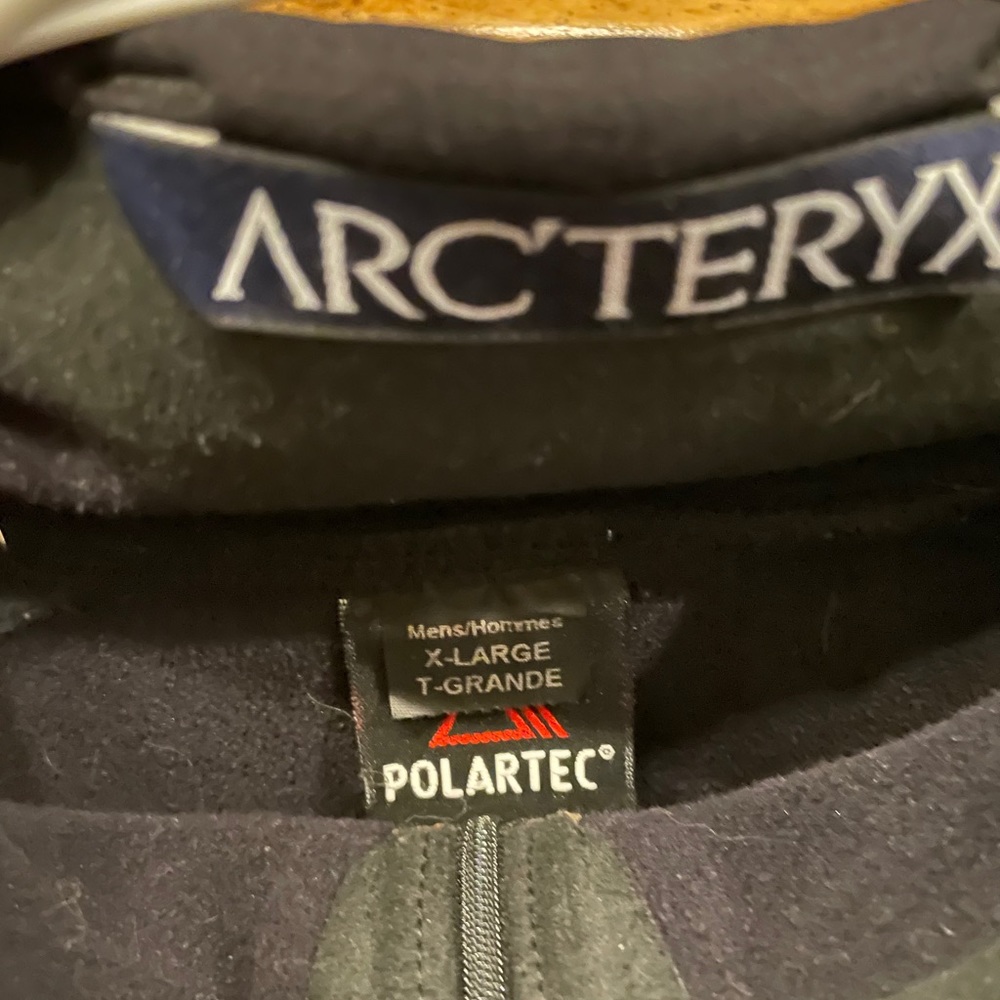 ARC'TERYX
Mens/Hommes
X-LARGE
T-GRANDE
POLARTEC®